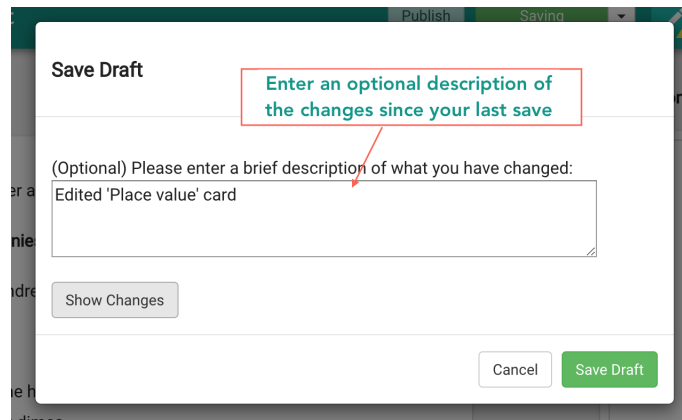 Publish
Saving
Save Draft
Enter an optional description of
the changes since your last save
(Optional) Please enter a brief description of what you have changed:
Edited 'Place value' card
Show Changes
Cancel
Save Draft